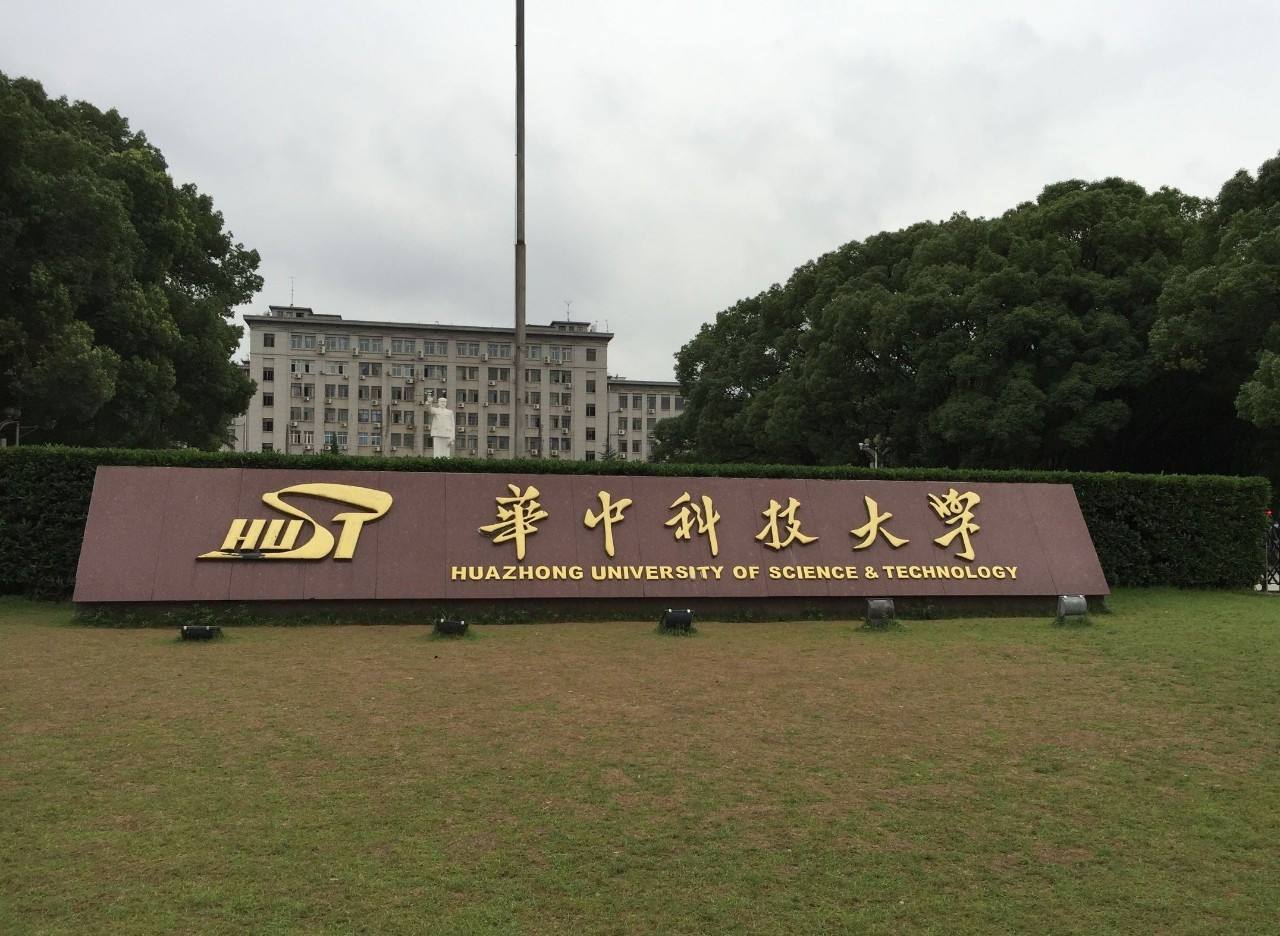 HUST
華中科技大學
HUAZHONG UNIVERSITY OF SCIENCE & TECHNOLOGY